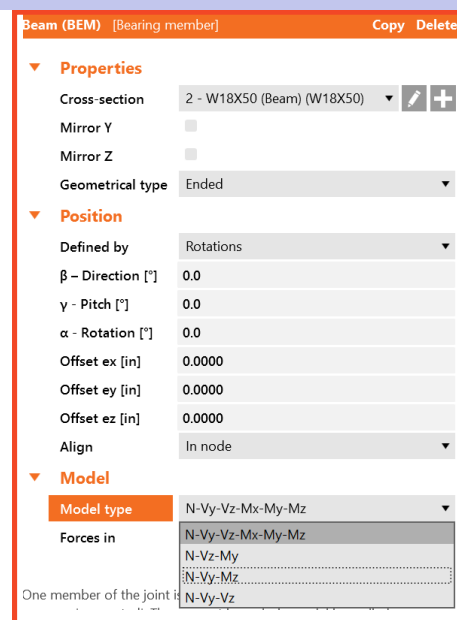 Beam (BEM) [Bearing member] Copy Delete
Properties
Cross-section 2 - W18X50 (Beam) (W18X50)
Mirror Y
Mirror Z
Geometrical type Ended
Position
Defined by Rotations
β – Direction [°] 0.0
γ - Pitch [°] 0.0
α - Rotation [°] 0.0
Offset ex [in] 0.0000
Offset ey [in] 0.0000
Offset ez [in] 0.0000
Align In node
Model
Model type N-Vy-Vz-Mx-My-Mz
Forces in N-Vy-Vz-Mx-My-Mz
N-Vz-My
N-Vy-Mz
One member of the joint is N-Vy-Vz